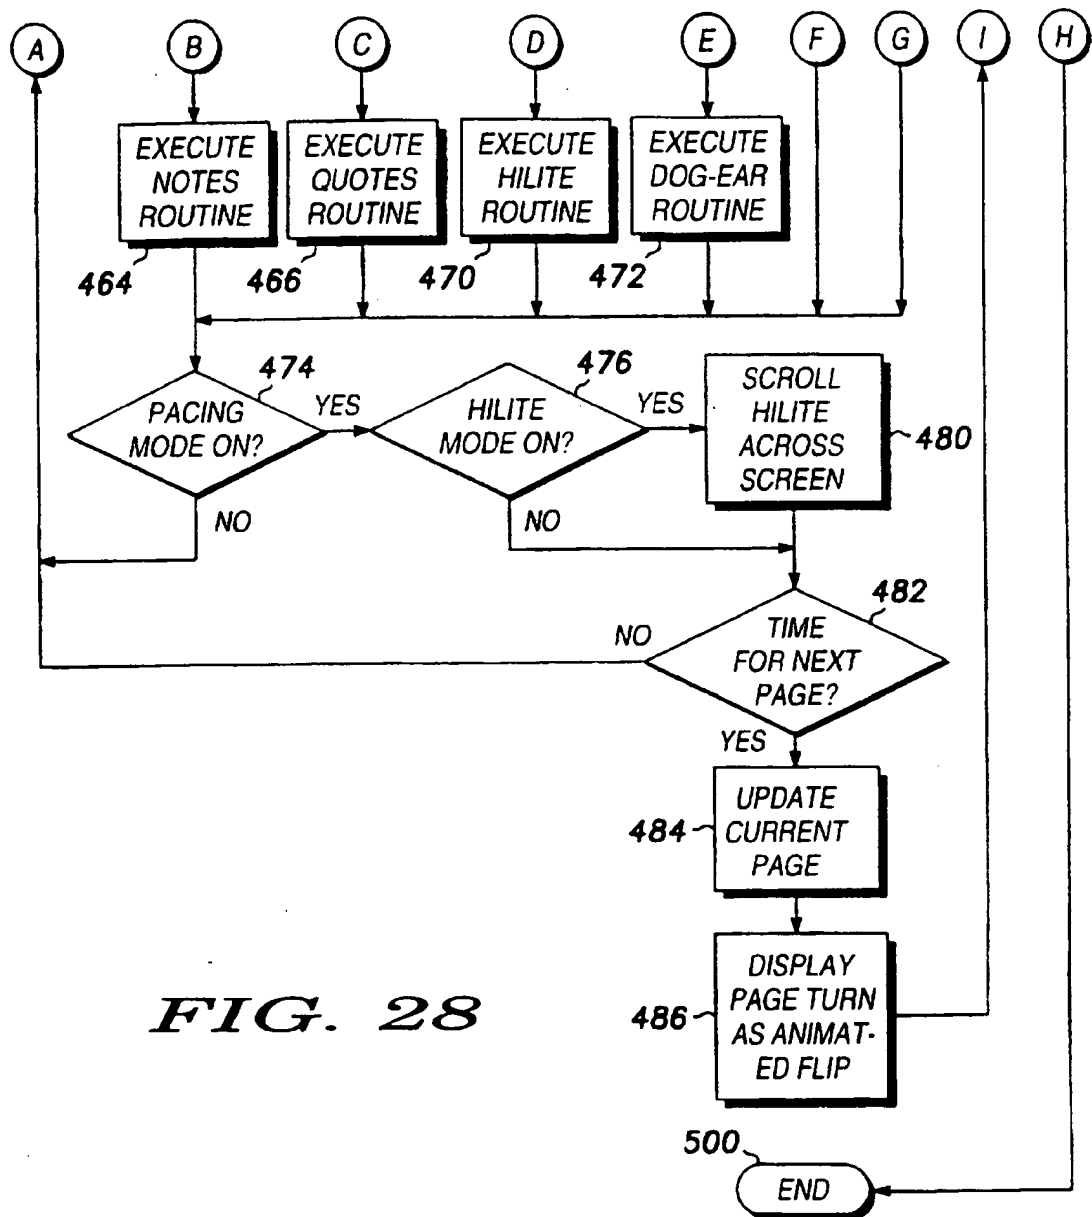 A B C D E F G I H
EXECUTE
NOTES
ROUTINE
464
EXECUTE
QUOTES
ROUTINE
466
EXECUTE
HILITE
ROUTINE
470
EXECUTE
DOG-EAR
ROUTINE
472
474
PACING
MODE ON?
YES
NO
476
HILITE
MODE ON?
YES
NO
SCROLL
HILITE
ACROSS
SCREEN
480
482
TIME
FOR NEXT
PAGE?
NO
YES
484
UPDATE
CURRENT
PAGE
486
DISPLAY
PAGE TURN
AS ANIMAT-
ED FLIP
FIG. 28
500
END